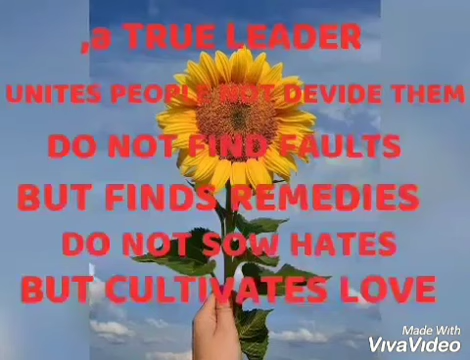 ,a TRUE LEADER
UNITES PEOPLE NOT DEVIDE THEM
DO NOT FIND FAULTS
BUT FINDS REMEDIES
DO NOT SOW HATES
BUT CULTIVATES LOVE
Made With
VivaVideo